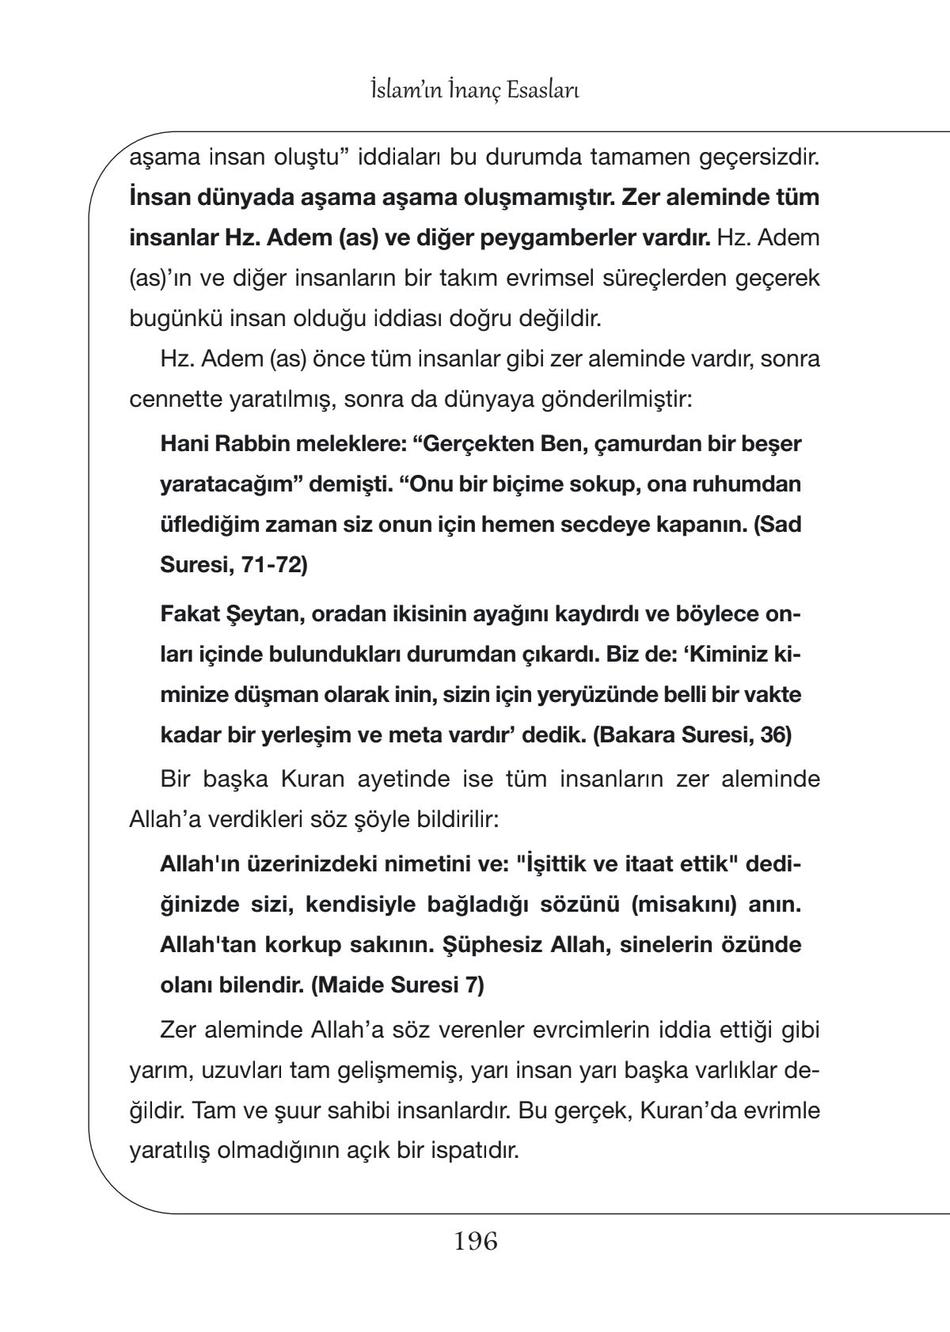 İslam’ın İnanç Esasları
aşama insan oluştu” iddiaları bu durumda tamamen geçersizdir.
İnsan dünyada aşama aşama oluşmamıştır. Zer aleminde tüm
insanlar Hz. Adem (as) ve diğer peygamberler vardır. Hz. Adem
(as)’ın ve diğer insanların bir takım evrimsel süreçlerden geçerek
bugünkü insan olduğu iddiası doğru değildir.
Hz. Adem (as) önce tüm insanlar gibi zer aleminde vardır, sonra
cennette yaratılmış, sonra da dünyaya gönderilmiştir:
Hani Rabbin meleklere: “Gerçekten Ben, çamurdan bir beşer
yaratacağım” demişti. “Onu bir biçime sokup, ona ruhumdan
üflediğim zaman siz onun için hemen secdeye kapanın. (Sad
Suresi, 71-72)
Fakat Şeytan, oradan ikisinin ayağını kaydırdı ve böylece on-
ları içinde bulundukları durumdan çıkardı. Biz de: ‘Kiminiz ki-
minize düşman olarak inin, sizin için yeryüzünde belli bir vakte
kadar bir yerleşim ve meta vardır’ dedik. (Bakara Suresi, 36)
Bir başka Kuran ayetinde ise tüm insanların zer aleminde
Allah’a verdikleri söz şöyle bildirilir:
Allah'ın üzerinizdeki nimetini ve: "İşittik ve itaat ettik" dedi-
ğinizde sizi, kendisiyle bağladığı sözünü (misakını) anın.
Allah'tan korkup sakının. Şüphesiz Allah, sinelerin özünde
olanı bilendir. (Maide Suresi 7)
Zer aleminde Allah’a söz verenler evrcimlerin iddia ettiği gibi
yarım, uzuvları tam gelişmemiş, yarı insan yarı başka varlıklar de-
ğildir. Tam ve şuur sahibi insanlardır. Bu gerçek, Kuran’da evrimle
yaratılış olmadığının açık bir ispatıdır.
196